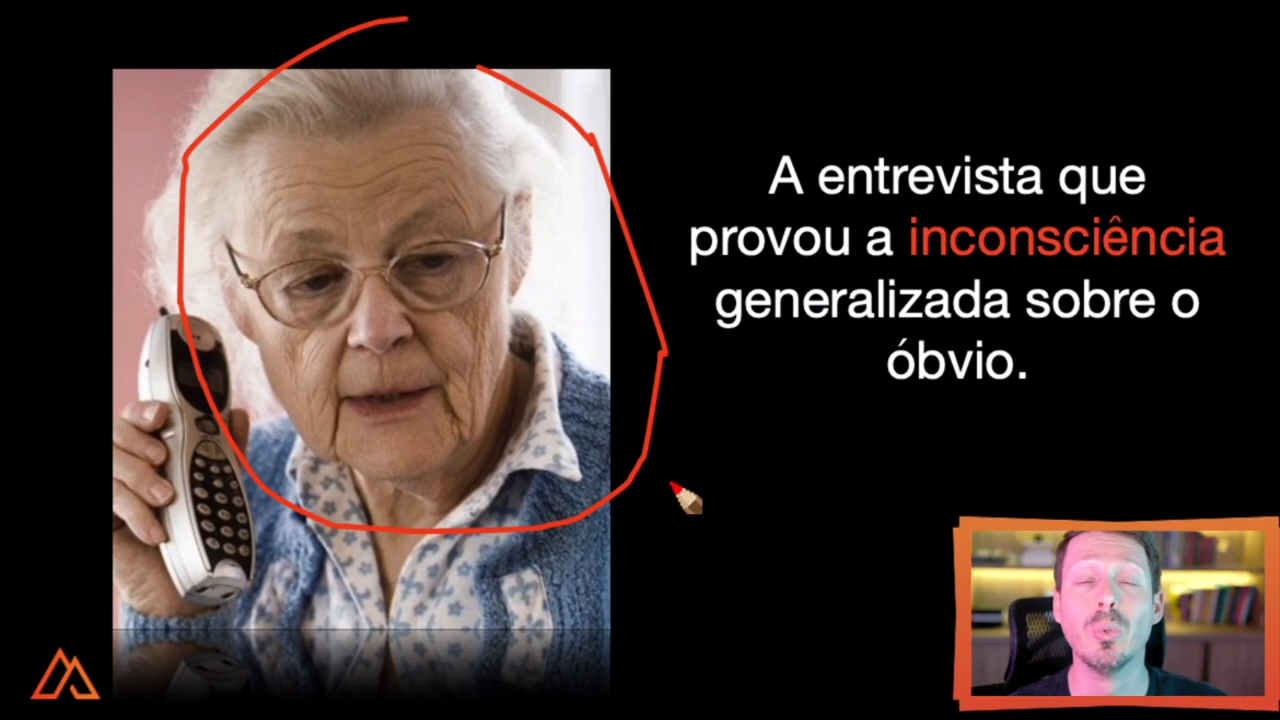 A entrevista que
provou a inconsciência
generalizada sobre o
óbvio.